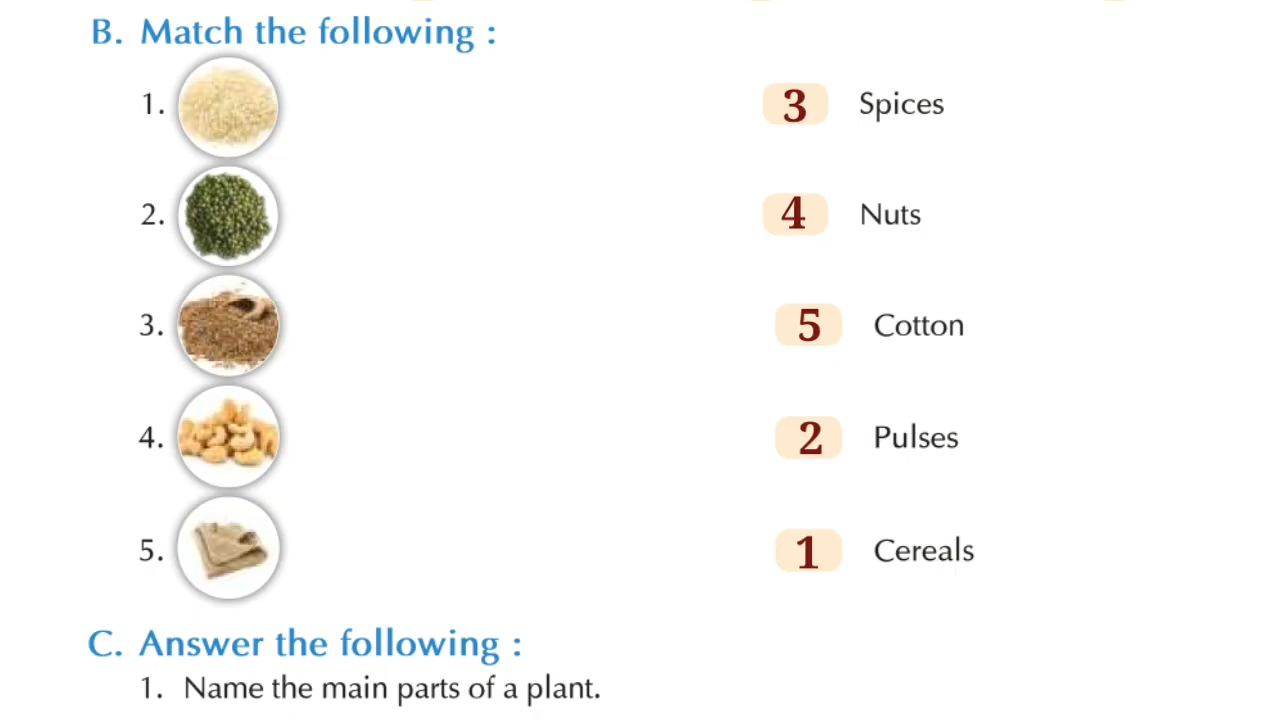 B. Match the following :
1. 3 Spices
2. 4 Nuts
3. 5 Cotton
4. 2 Pulses
5. 1 Cereals
C. Answer the following :
1. Name the main parts of a plant.